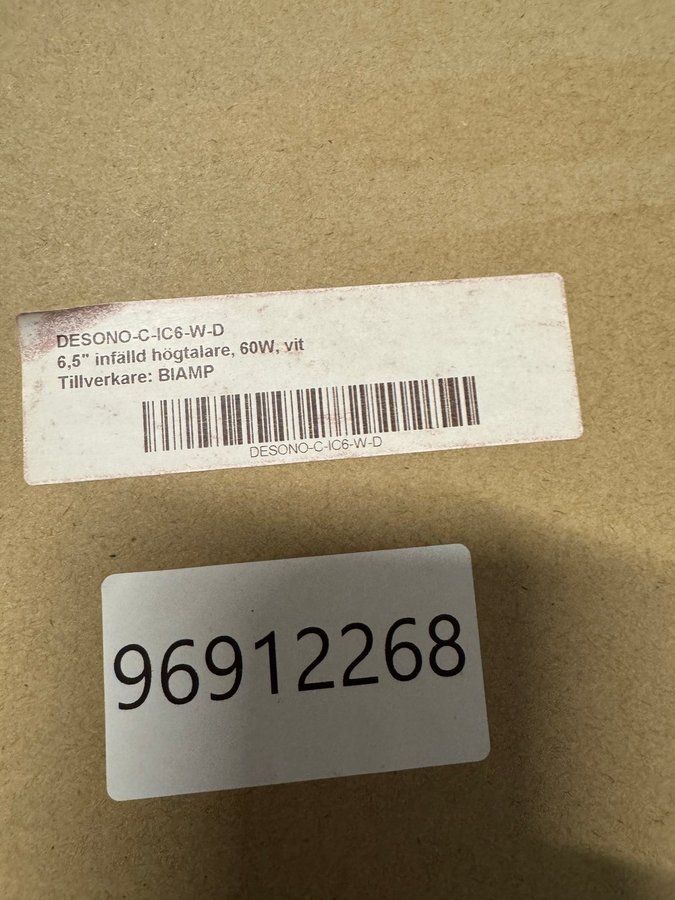 DESONO-C-IC6-W-D
6,5" infälld högtalare, 60W, vit
Tillverkare: BIAMP
DESONO-C-IC6-W-D
96912268